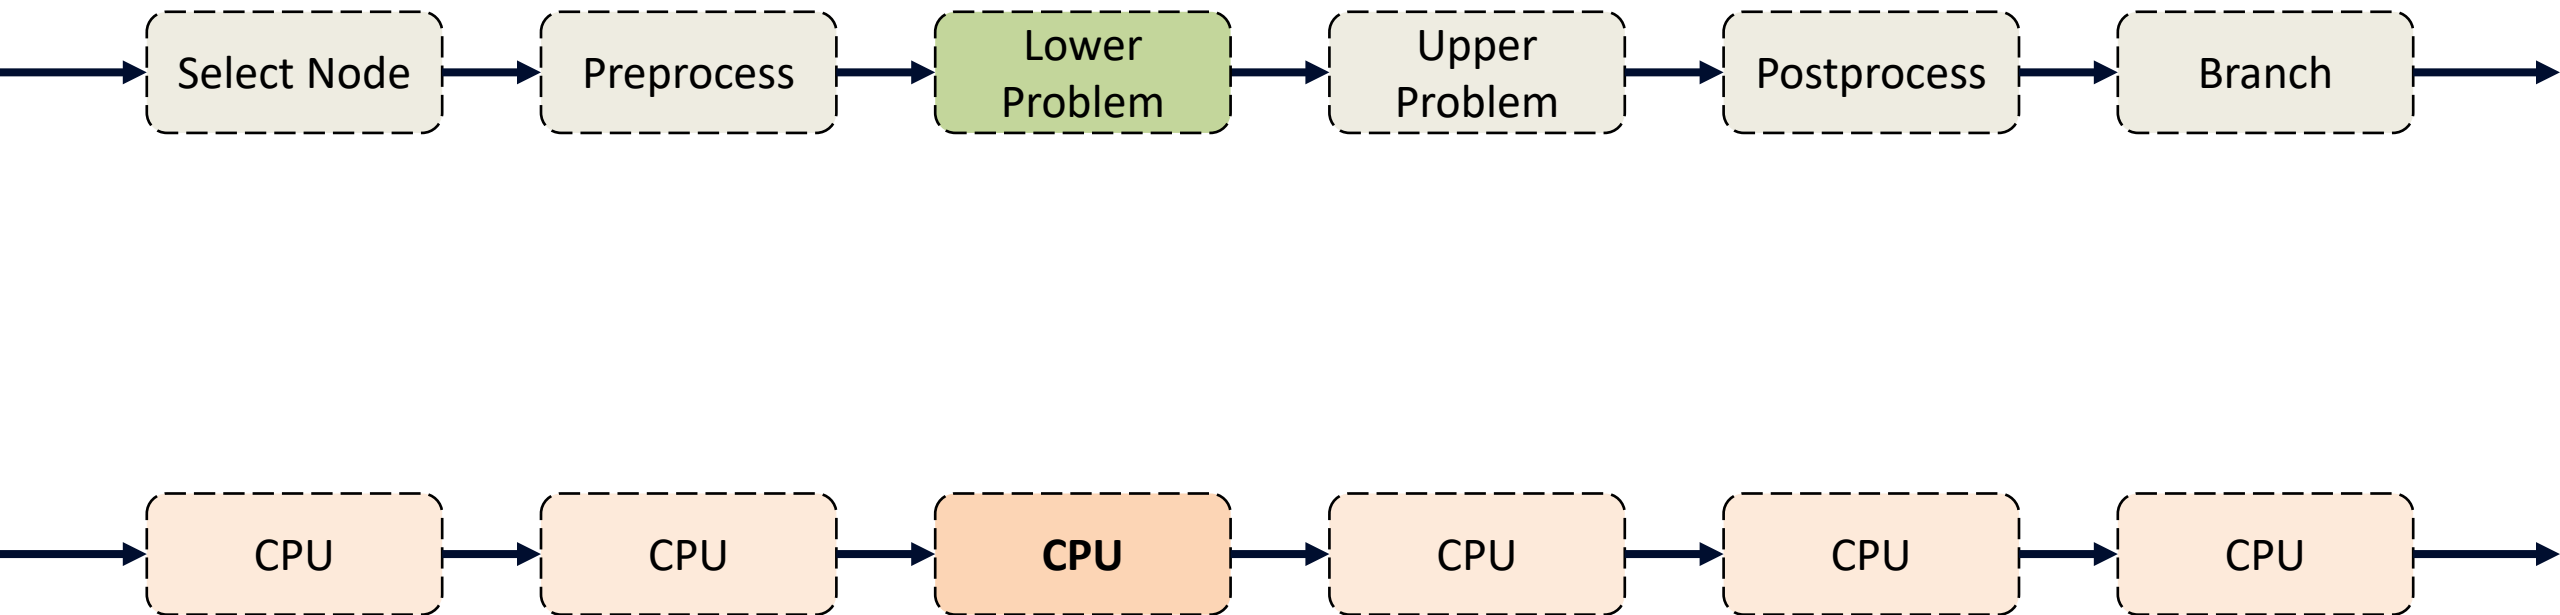 Select Node
Preprocess
Lower
Problem
Upper
Problem
Postprocess
Branch
CPU
CPU
CPU
CPU
CPU
CPU